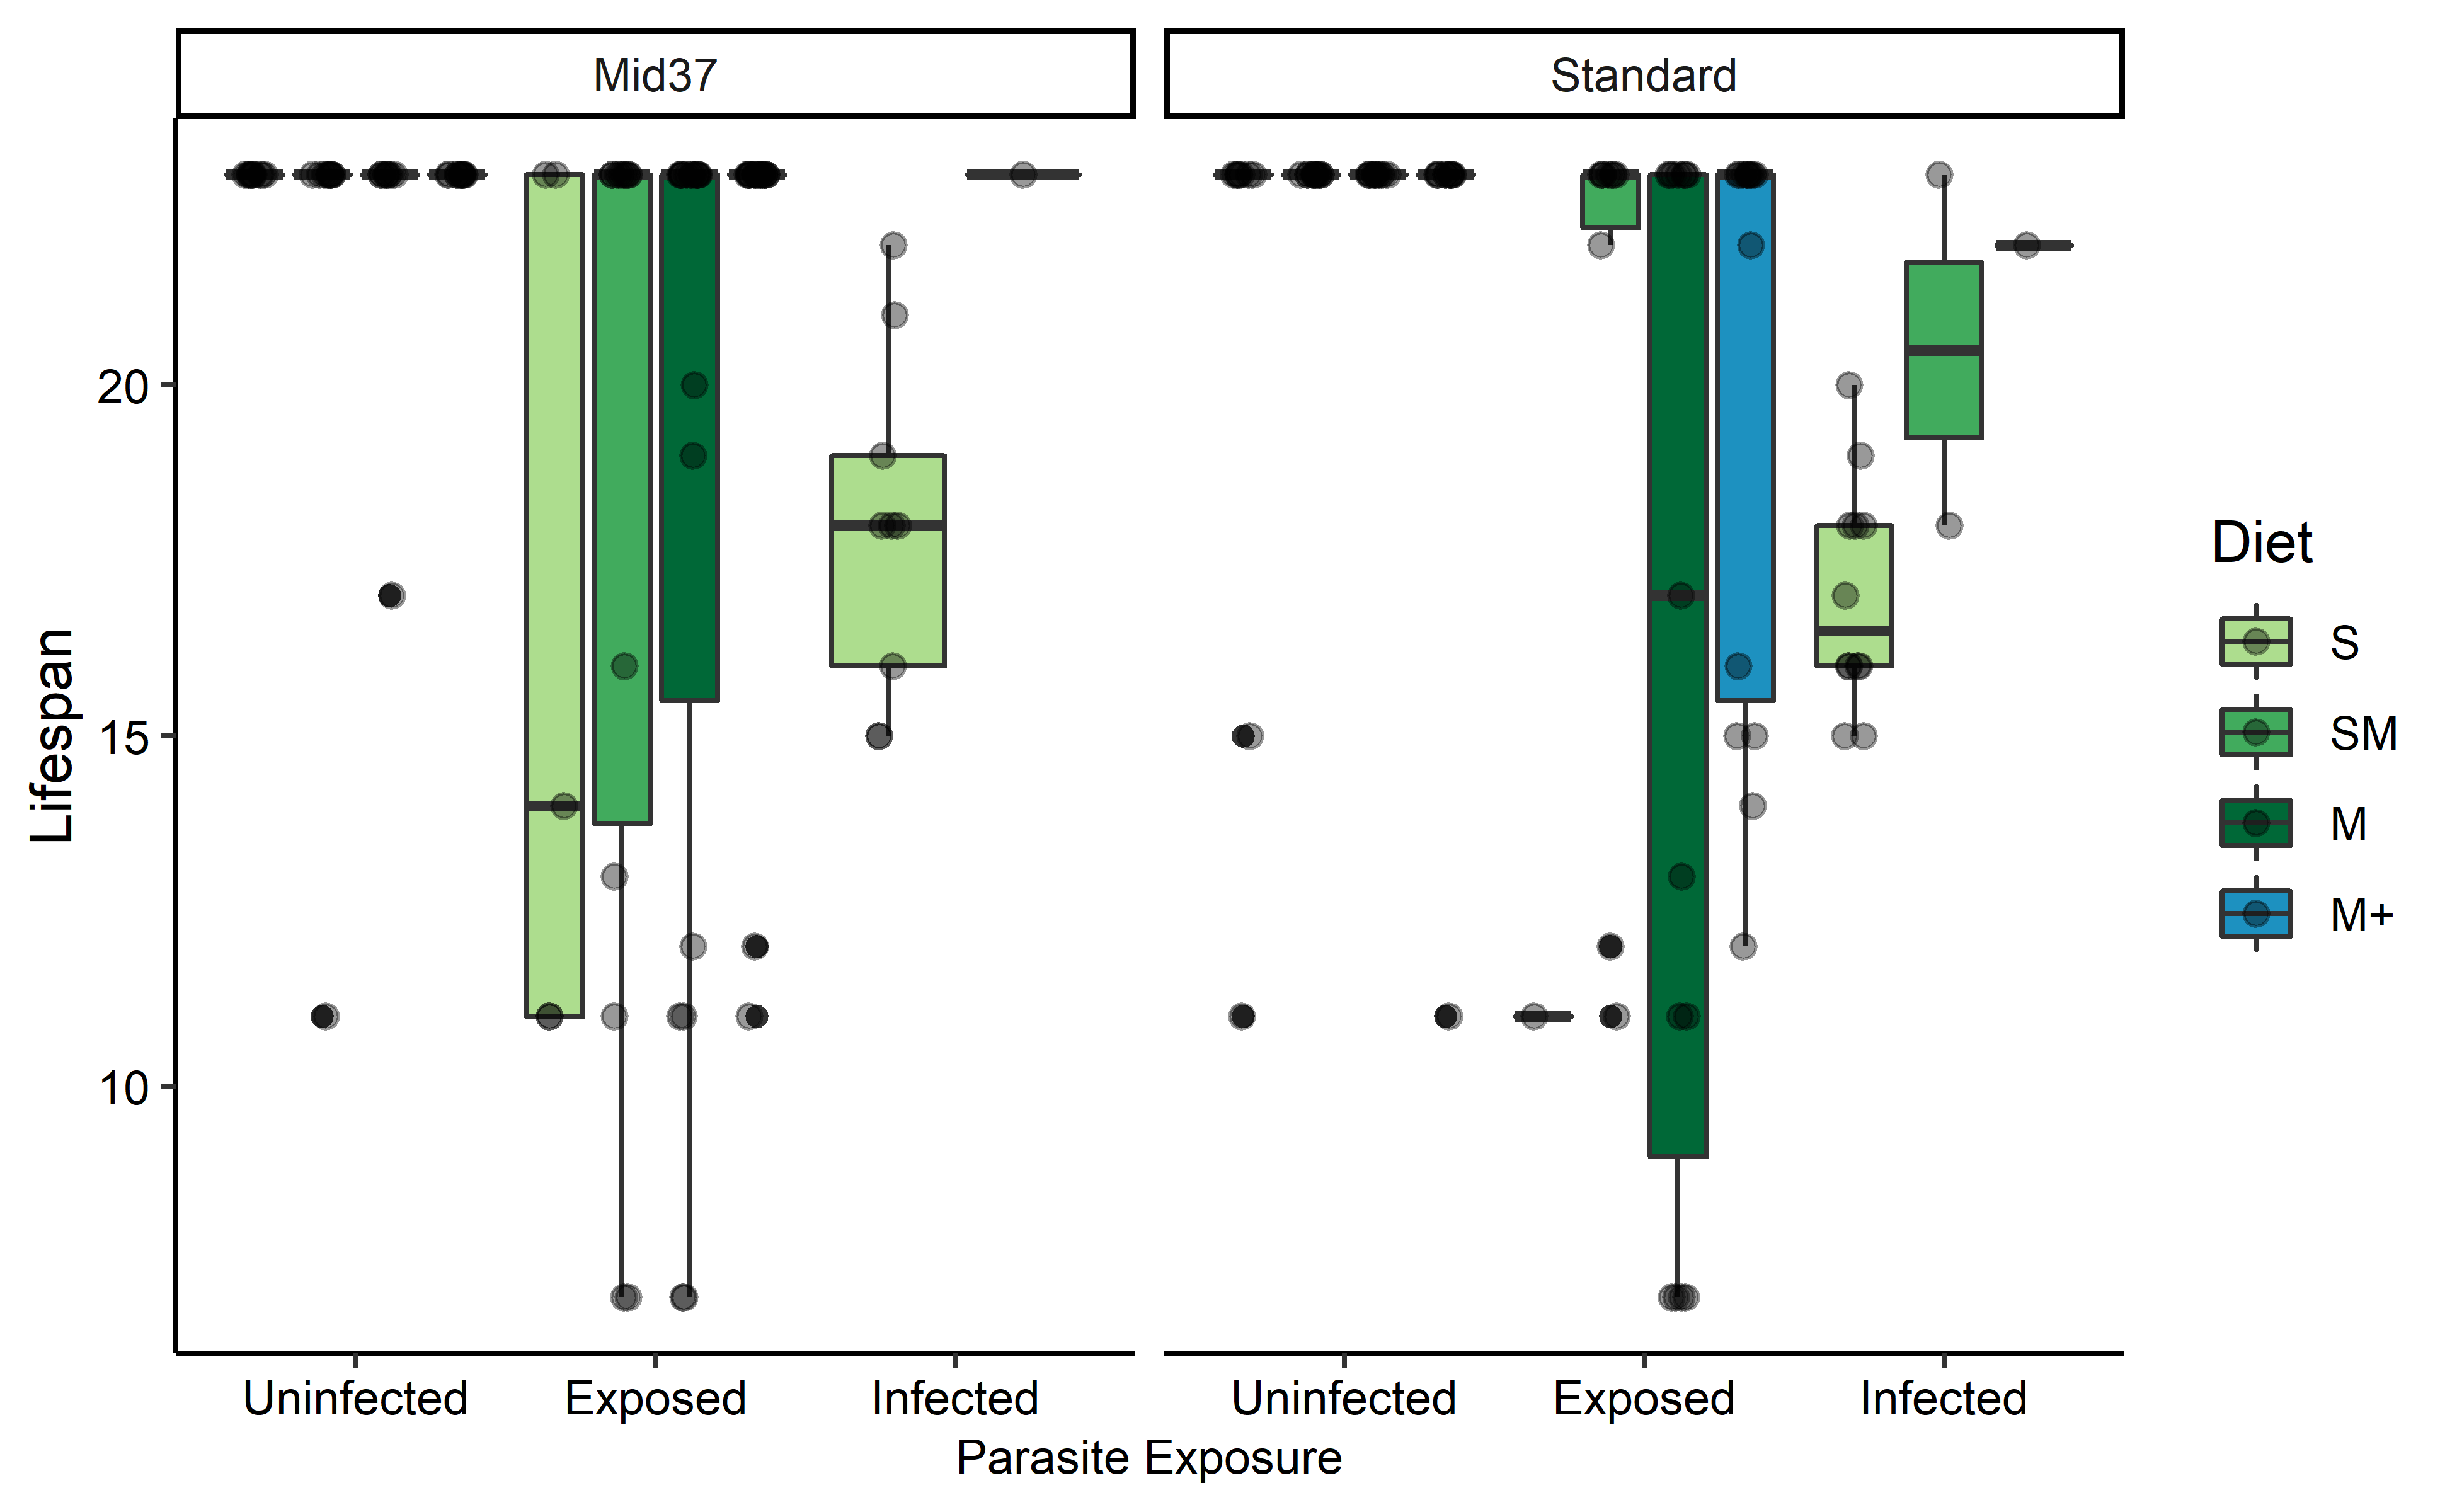 Mid37
Standard
Lifespan
20
15
10
Uninfected
Exposed
Infected
Uninfected
Exposed
Infected
Parasite Exposure
Diet
S
SM
M
M+